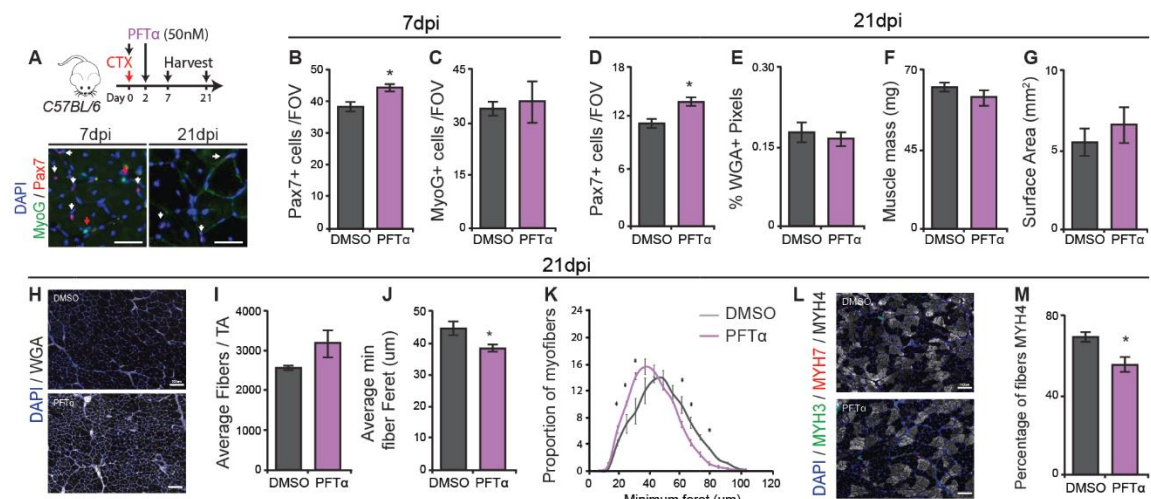 7dpi
21dpi
A
PFTα (50nM)
CTX
Harvest
C57BL/6
Day 0 2 7 21
7dpi 21dpi
DAPI
MyoG / Pax7
B
Pax7+ cells /FOV
60
50
40
30
20
10
0
DMSO PFTα
*
C
MyoG+ cells /FOV
45
30
15
0
DMSO PFTα
D
Pax7+ cells /FOV
18
12
6
0
DMSO PFTα
*
E
% WGA+ Pixels
0.30
0.15
0
DMSO PFTα
F
Muscle mass (mg)
70
45
0
DMSO PFTα
G
Surface Area (mm²)
10
5
0
DMSO PFTα
21dpi
H
DAPI / WGA
DMSO
PFTα
I
Average Fibers / TA
4000
3000
2000
1000
0
DMSO PFTα
J
Average min
fiber Feret (um)
50
40
30
20
10
0
DMSO PFTα
*
K
Proportion of myofibers
20
16
12
8
4
0
0 20 40 60 80 100 120
Minimum feret (um)
DMSO
PFTα
L
DAPI / MYH3 / MYH7 / MYH4
DMSO
PFTα
M
Percentage of fibers MYH4
80
40
0
DMSO PFTα
*